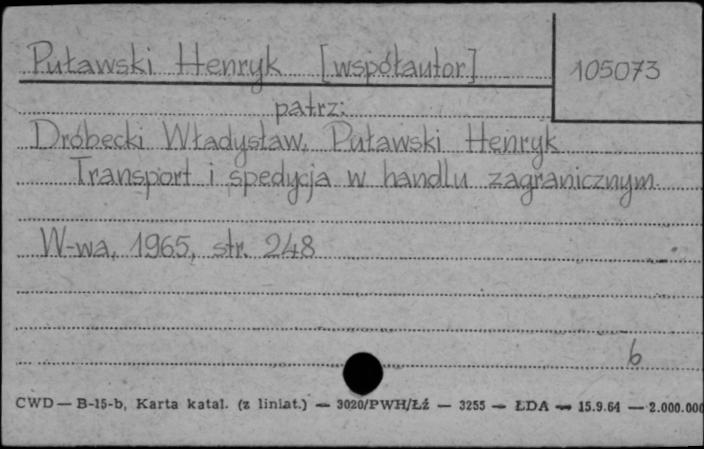 Puławski Henryk [współautor] 105073
patrz:
Dróbecki Władysław, Puławski Henryk
Transport i spedycja w handlu zagranicznym.
W-wa, 1965, str. 248
b
CWD — B-15-b, Karta katal. (z liniat.) — 3020/PWH/Łź — 3255 — ŁDA — 15.9.64 — 2.000.000